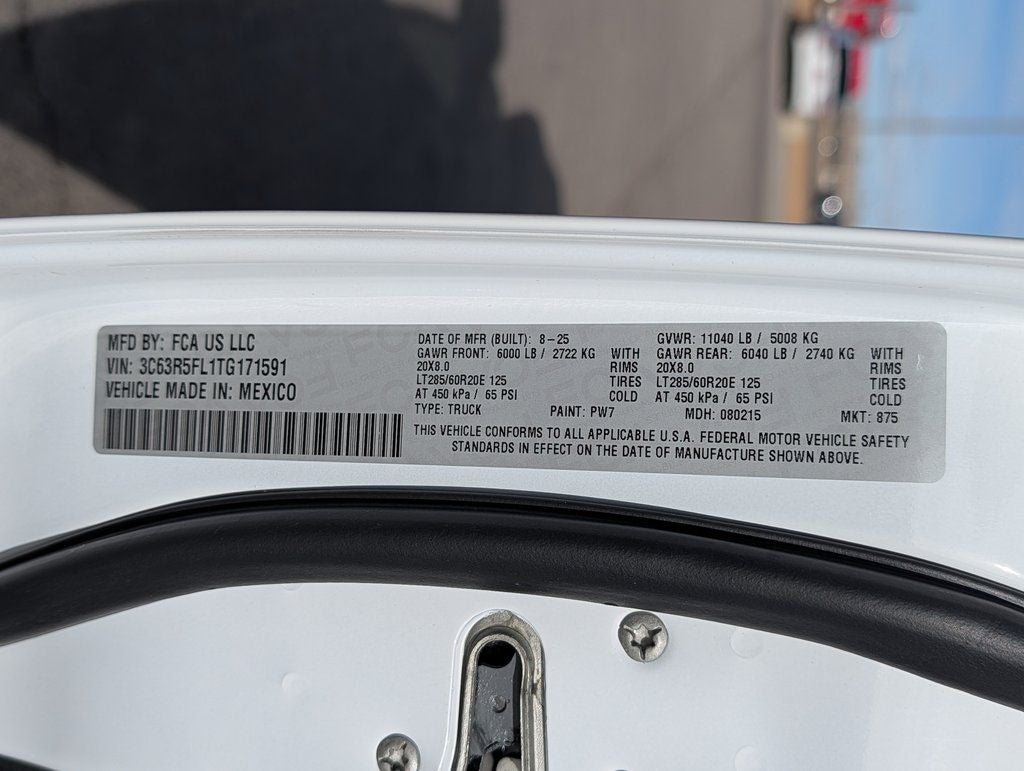 MFD BY: FCA US LLC
VIN: 3C63R5FL1TG171591
VEHICLE MADE IN: MEXICO
DATE OF MFR (BUILT): 8-25
GAWR FRONT: 6000 LB / 2722 KG WITH
20X8.0 RIMS
LT285/60R20E 125 TIRES
AT 450 kPa / 65 PSI COLD
GVWR: 11040 LB / 5008 KG
GAWR REAR: 6040 LB / 2740 KG WITH
20X8.0 RIMS
LT285/60R20E 125 TIRES
AT 450 kPa / 65 PSI COLD
TYPE: TRUCK PAINT: PW7 MDH: 080215 MKT: 875
THIS VEHICLE CONFORMS TO ALL APPLICABLE U.S.A. FEDERAL MOTOR VEHICLE SAFETY
STANDARDS IN EFFECT ON THE DATE OF MANUFACTURE SHOWN ABOVE.